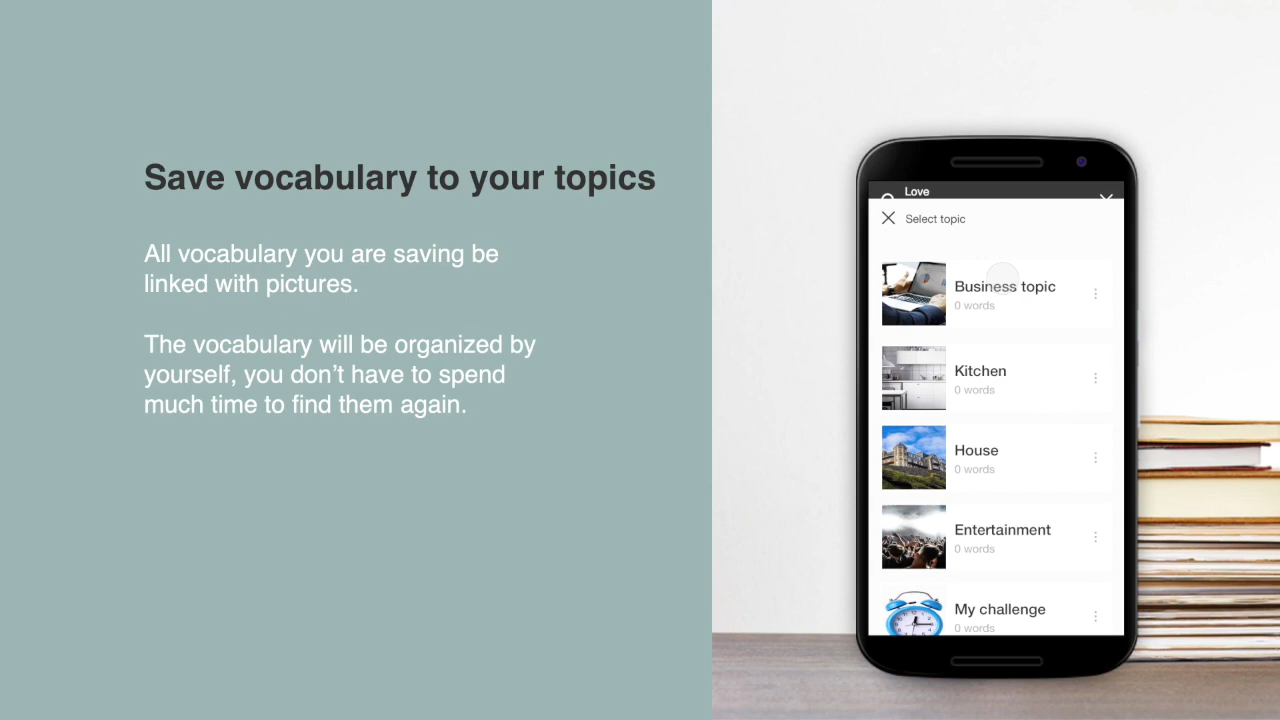 Save vocabulary to your topics
All vocabulary you are saving be
linked with pictures.
The vocabulary will be organized by
yourself, you don’t have to spend
much time to find them again.
Love
Select topic
Business topic
0 words
Kitchen
0 words
House
0 words
Entertainment
0 words
My challenge
0 words